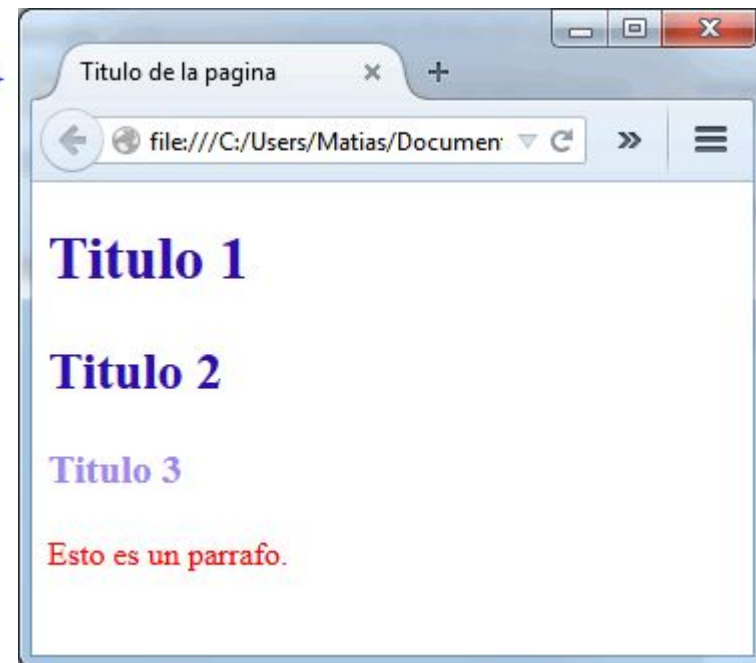 Titulo de la pagina
file:///C:/Users/Matias/Documen
Titulo 1
Titulo 2
Titulo 3
Esto es un parrafo.